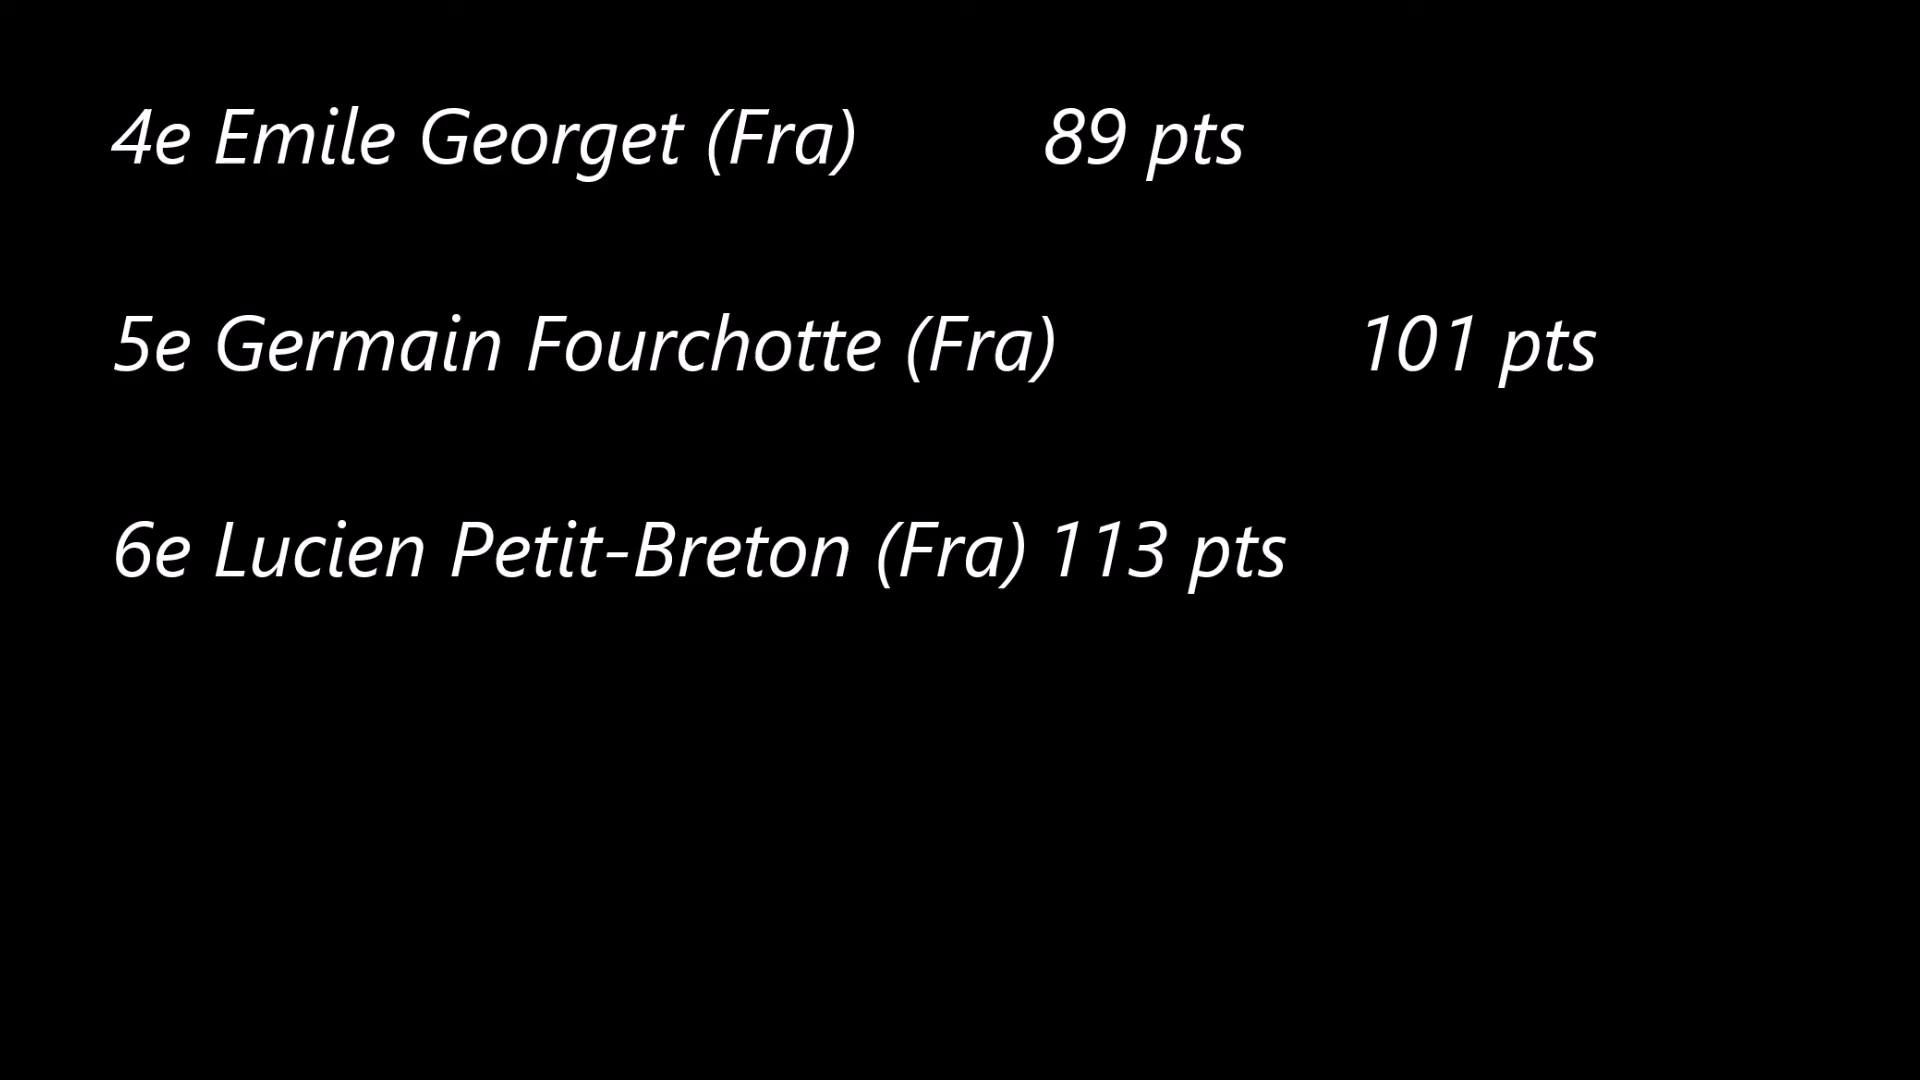 4e Emile Georget (Fra) 89 pts
5e Germain Fourchotte (Fra) 101 pts
6e Lucien Petit-Breton (Fra) 113 pts